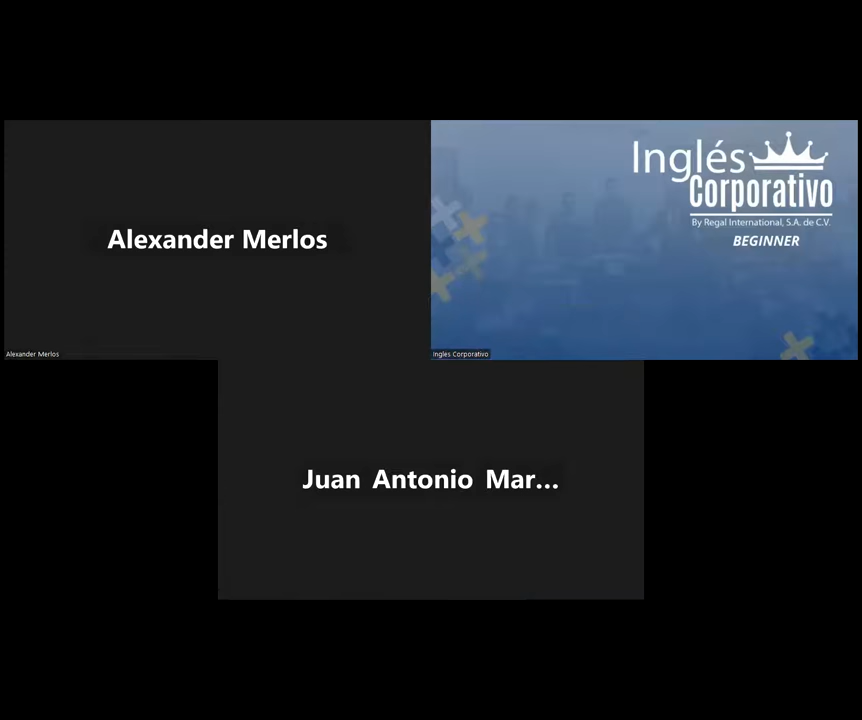 Alexander Merlos
Alexander Merlos
Inglés
Corporativo
By Regal International, S.A. de C.V.
BEGINNER
Ingles Corporativo
Juan Antonio Mar...